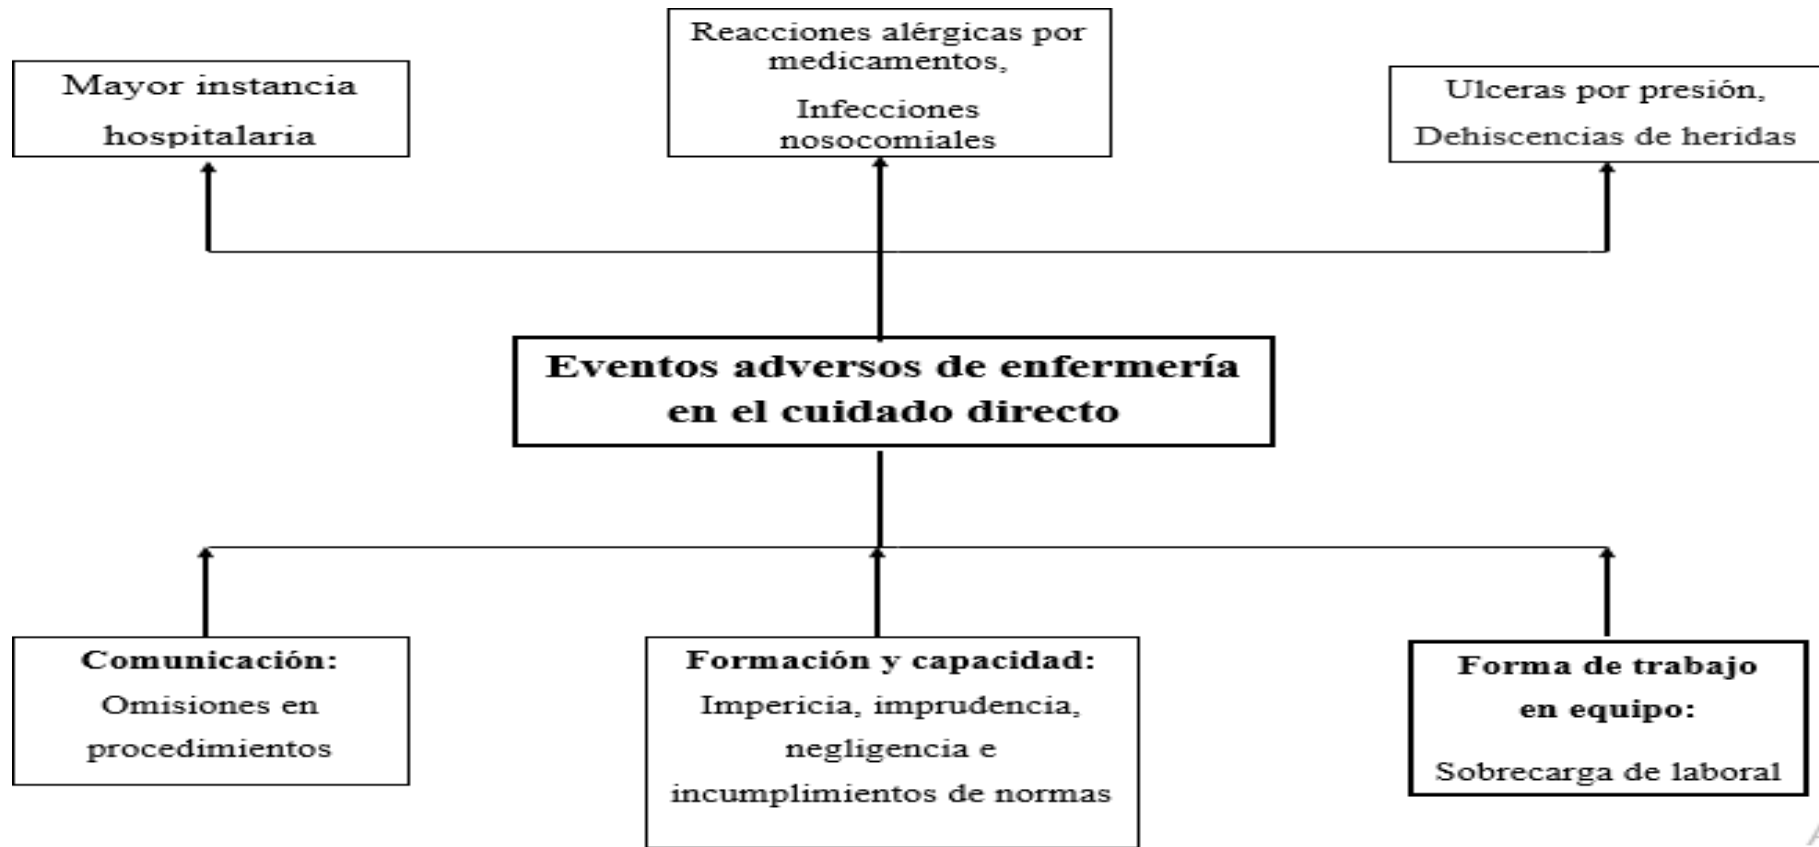 Mayor instancia
hospitalaria
Reacciones alérgicas por
medicamentos,
Infecciones
nosocomiales
Ulceras por presión,
Dehiscencias de heridas
Eventos adversos de enfermería
en el cuidado directo
Comunicación:
Omisiones en
procedimientos
Formación y capacidad:
Impericia, imprudencia,
negligencia e
incumplimientos de normas
Forma de trabajo
en equipo:
Sobrecarga de laboral